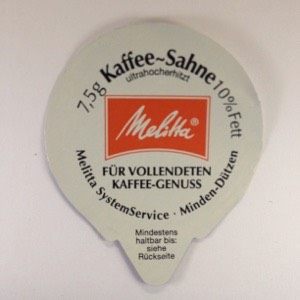 7,5g Kaffee~Sahne 10% Fett
ultrahocherhitzt
Melitta
FÜR VOLLENDETEN
KAFFEE-GENUSS
Melitta SystemService · Minden-Dützen
Mindestens
haltbar bis:
siehe
Rückseite